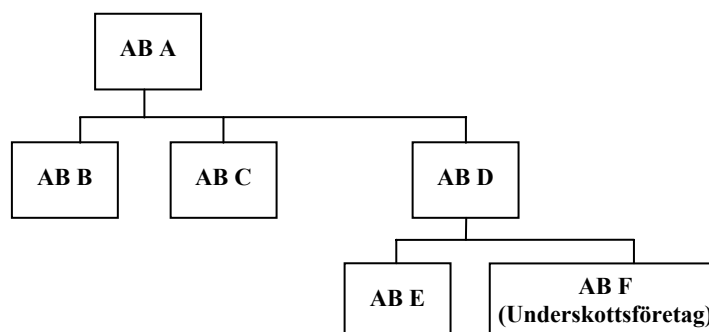 AB A
AB B
AB C
AB D
AB E
AB F
(Underskottsföretag)